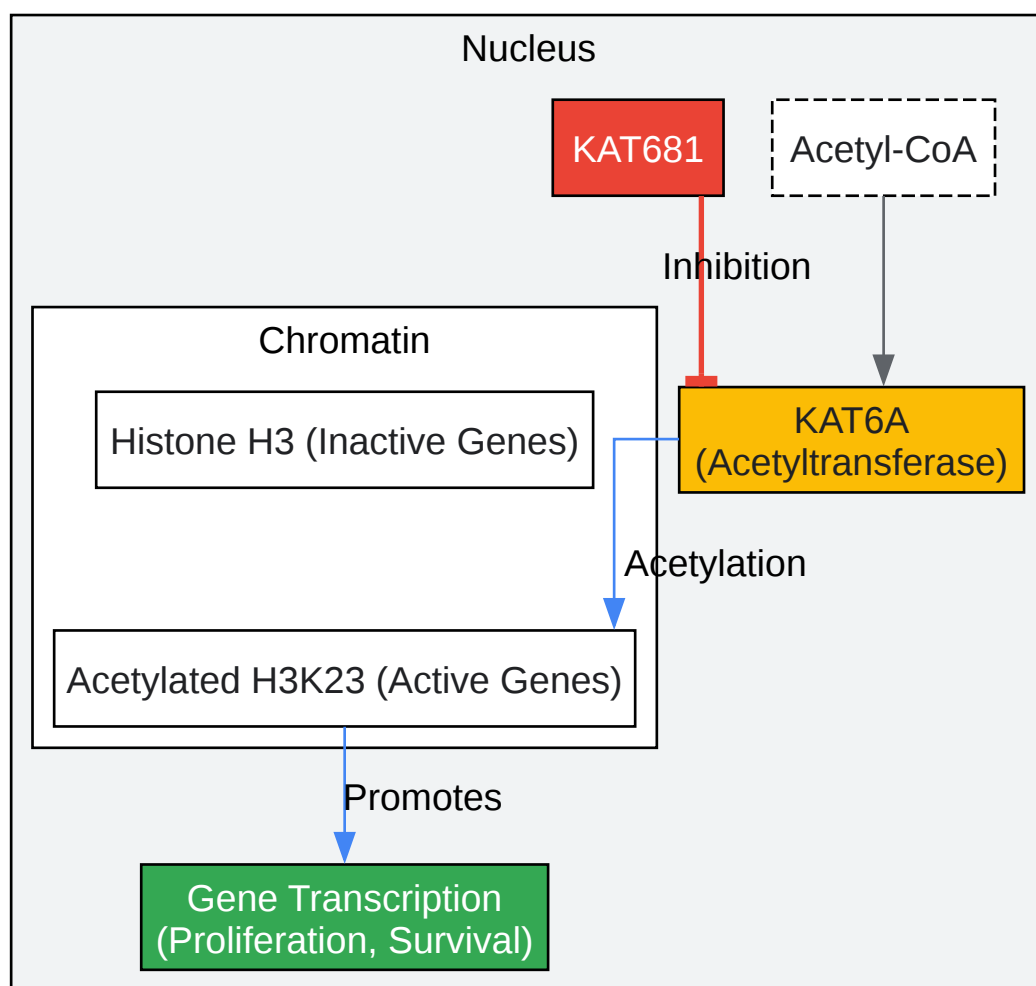 Nucleus
KAT681
Acetyl-CoA
Inhibition
Chromatin
Histone H3 (Inactive Genes)
KAT6A
(Acetyltransferase)
Acetylation
Acetylated H3K23 (Active Genes)
Promotes
Gene Transcription
(Proliferation, Survival)